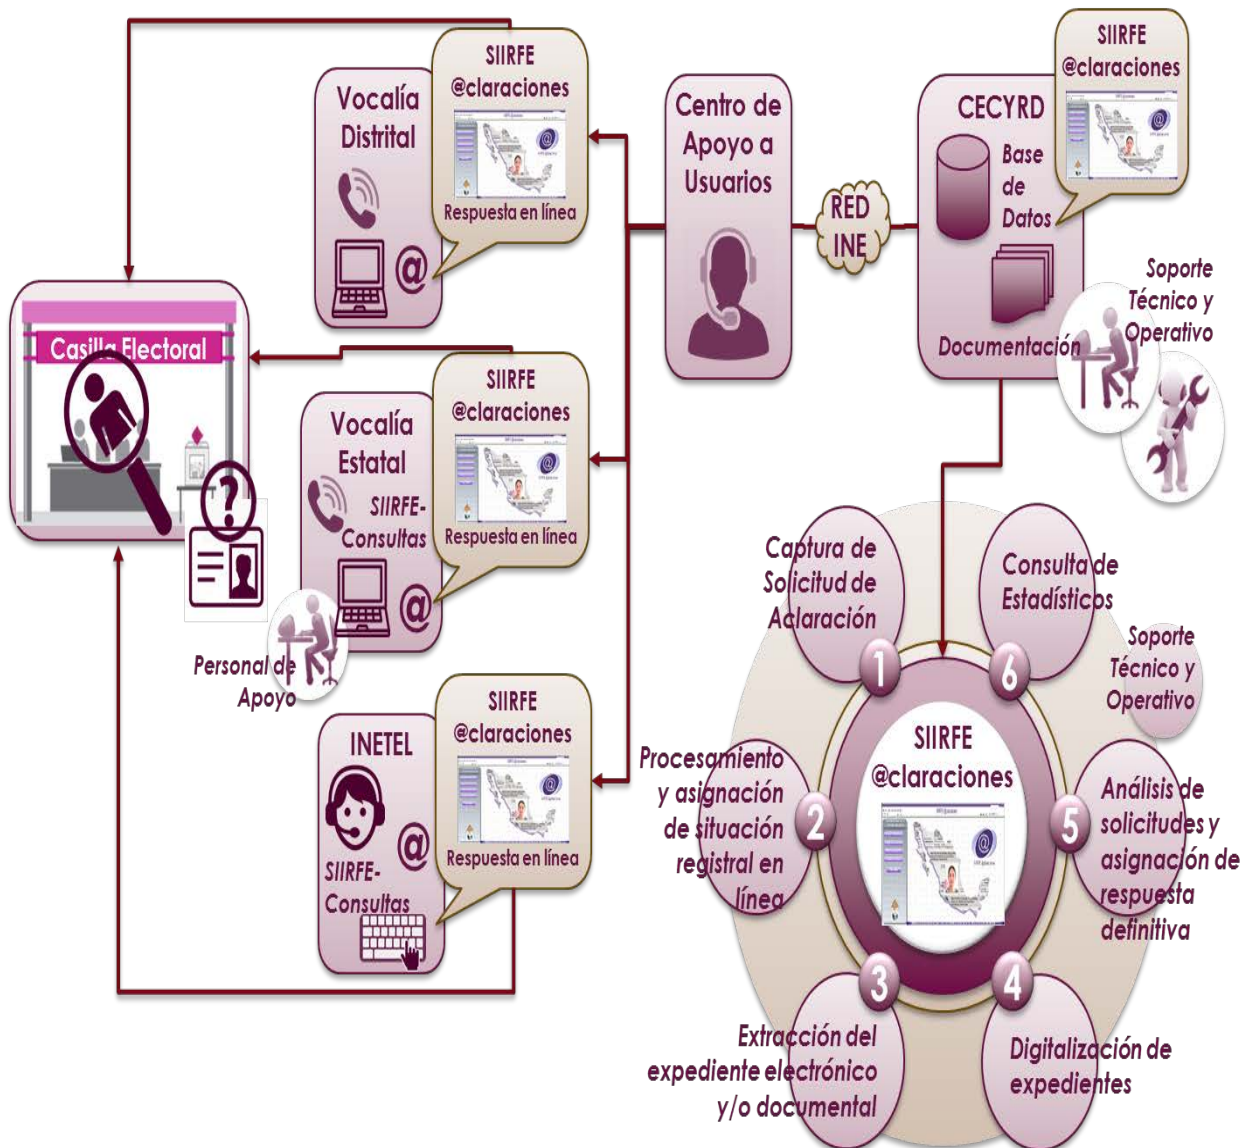 SIIRFE
@claraciones
Respuesta en línea
Vocalía
Distrital
@
Centro de
Apoyo a
Usuarios
RED
INE
CECYRD
Base
de
Datos
Documentación
SIIRFE
@claraciones
Soporte
Técnico y
Operativo
Casilla Electoral
?
SIIRFE
@claraciones
Respuesta en línea
Vocalía
Estatal
SIIRFE-
Consultas
@
Personal de
Apoyo
SIIRFE
@claraciones
Respuesta en línea
INETEL
@
SIIRFE-
Consultas
SIIRFE
@claraciones
1
Captura de
Solicitud de
Aclaración
2
Procesamiento
y asignación
de situación
registral en
línea
3
Extracción del
expediente electrónico
y/o documental
4
Digitalización de
expedientes
5
Análisis de
solicitudes y
asignación de
respuesta
definitiva
6
Consulta de
Estadísticos
Soporte
Técnico y
Operativo